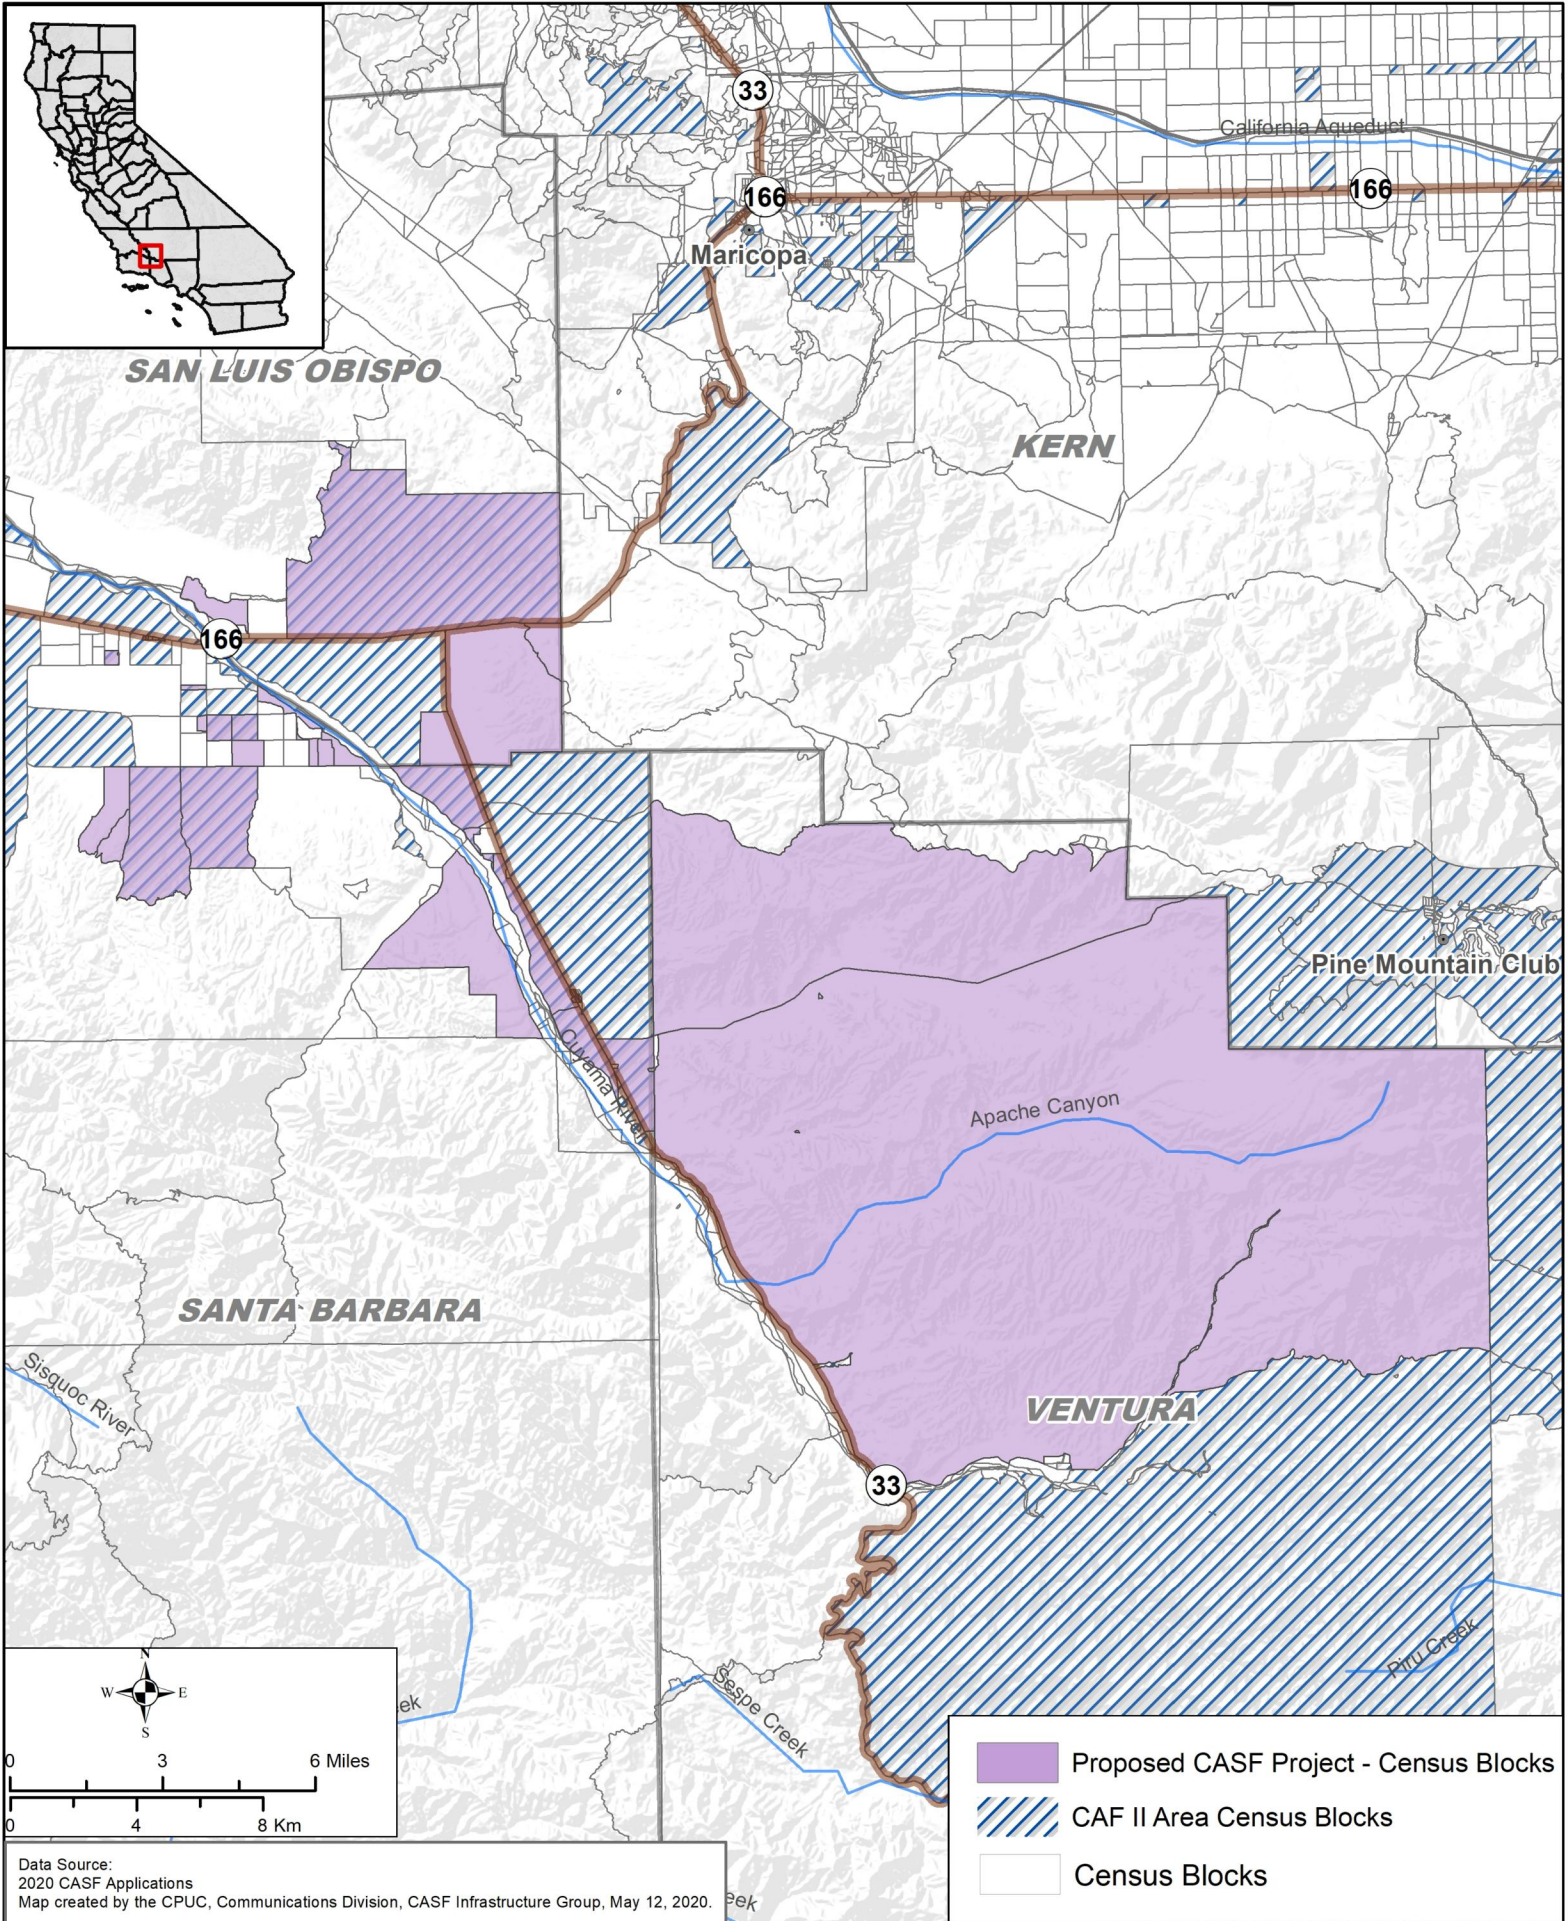 33
California Aqueduct
166
166
Maricopa
SAN LUIS OBISPO
KERN
166
Pine Mountain Club
Cuyama River
Apache Canyon
SANTA BARBARA
Sisquoc River
VENTURA
33
Piru Creek
Sespe Creek
eek
N
W E
S
0 3 6 Miles
0 4 8 Km
Proposed CASF Project - Census Blocks
CAF II Area Census Blocks
Census Blocks
Data Source:
2020 CASF Applications
Map created by the CPUC, Communications Division, CASF Infrastructure Group, May 12, 2020.
eek